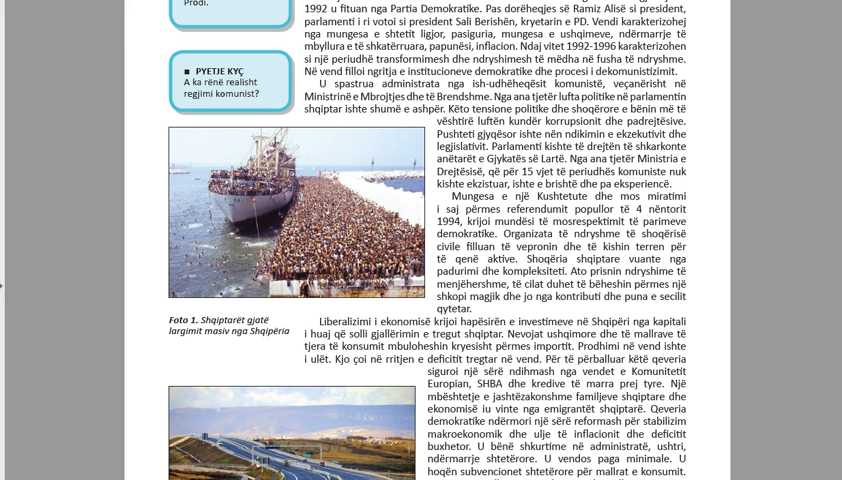 Prodi.
■ PYETJE KYÇ
A ka rënë realisht
regjimi komunist?
1992 u fituan nga Partia Demokratike. Pas dorëheqjes së Ramiz Alisë si president,
parlamenti i ri votoi si president Sali Berishën, kryetarin e PD. Vendi karakterizohej
nga mungesa e shtetit ligjor, pasiguria, mungesa e ushqimeve, ndërmarrje të
mbyllura e të shkatërruara, papunësi, inflacion. Ndaj vitet 1992-1996 karakterizohen
si një periudhë transformimesh dhe ndryshimesh të mëdha në fusha të ndryshme.
Në vend filloi ngritja e institucioneve demokratike dhe procesi i dekomunistizimit.
U spastrua administrata nga ish-udhëheqësit komunistë, veçanërisht në
Ministrinë e Mbrojtjes dhe të Brendshme. Nga ana tjetër lufta politike në parlamentin
shqiptar ishte shumë e ashpër. Këto tensione politike dhe shoqërore e bënin më të
vështirë luftën kundër korrupsionit dhe padrejtësive.
Pushteti gjyqësor ishte nën ndikimin e ekzekutivit dhe
legjislativit. Parlamenti kishte të drejtën të shkarkonte
anëtarët e Gjykatës së Lartë. Nga ana tjetër Ministria e
Drejtësisë, që për 15 vjet të periudhës komuniste nuk
kishte ekzistuar, ishte e brishtë dhe pa eksperiencë.
Mungesa e një Kushtetute dhe mos miratimi
i saj përmes referendumit popullor të 4 nëntorit
1994, krijoi mundësi të mosrespektimit të parimeve
demokratike. Organizata të ndryshme të shoqërisë
civile filluan të vepronin dhe të kishin terren për
të qenë aktive. Shoqëria shqiptare vuante nga
padurimi dhe kompleksiteti. Ato prisnin ndryshime të
menjëhershme, të cilat duhet të bëheshin përmes një
shkopi magjik dhe jo nga kontributi dhe puna e secilit
qytetar.
Foto 1. Shqiptarët gjatë
largimit masiv nga Shqipëria
Liberalizimi i ekonomisë krijoi hapësirën e investimeve në Shqipëri nga kapitali
i huaj që solli gjallërimin e tregut shqiptar. Nevojat ushqimore dhe të mallrave të
tjera të konsumit mbuloheshin kryesisht përmes importit. Prodhimi në vend ishte
i ulët. Kjo çoi në rritjen e deficitit tregtar në vend. Për të përballuar këtë qeveria
siguroi një sërë ndihmash nga vendet e Komunitetit
Europian, SHBA dhe kredive të marra prej tyre. Një
mbështetje e jashtëzakonshme familjeve shqiptare dhe
ekonomisë iu vinte nga emigrantët shqiptarë. Qeveria
demokratike ndërmori një sërë reformash për stabilizim
makroekonomik dhe ulje të inflacionit dhe deficitit
buxhetor. U bënë shkurtime në administratë, ushtri,
ndërmarrje shtetërore. U vendos paga minimale. U
hoqën subvencionet shtetërore për mallrat e konsumit.